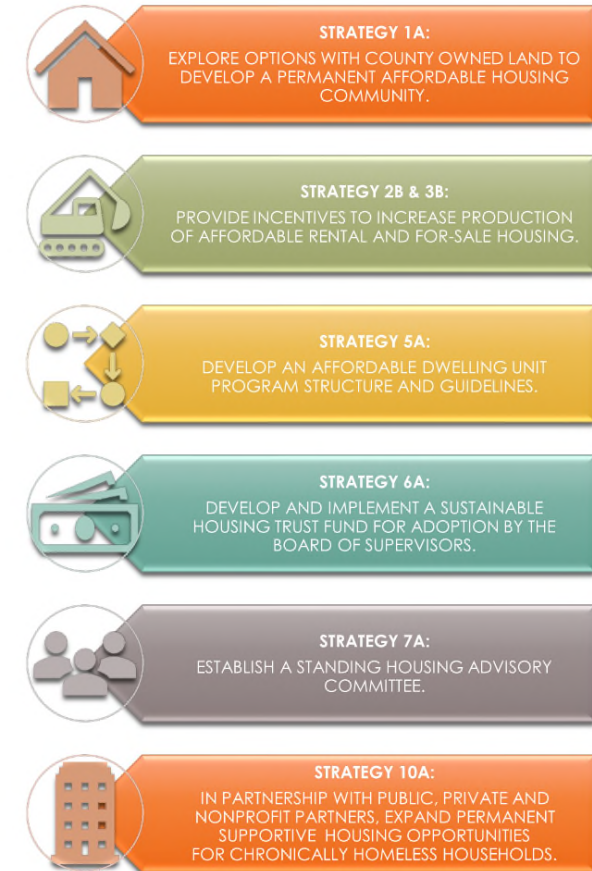 STRATEGY 1A:
EXPLORE OPTIONS WITH COUNTY OWNED LAND TO
DEVELOP A PERMANENT AFFORDABLE HOUSING
COMMUNITY.
STRATEGY 2B & 3B:
PROVIDE INCENTIVES TO INCREASE PRODUCTION
OF AFFORDABLE RENTAL AND FOR-SALE HOUSING.
STRATEGY 5A:
DEVELOP AN AFFORDABLE DWELLING UNIT
PROGRAM STRUCTURE AND GUIDELINES.
STRATEGY 6A:
DEVELOP AND IMPLEMENT A SUSTAINABLE
HOUSING TRUST FUND FOR ADOPTION BY THE
BOARD OF SUPERVISORS.
STRATEGY 7A:
ESTABLISH A STANDING HOUSING ADVISORY
COMMITTEE.
STRATEGY 10A:
IN PARTNERSHIP WITH PUBLIC, PRIVATE AND
NONPROFIT PARTNERS, EXPAND PERMANENT
SUPPORTIVE HOUSING OPPORTUNITIES
FOR CHRONICALLY HOMELESS HOUSEHOLDS.